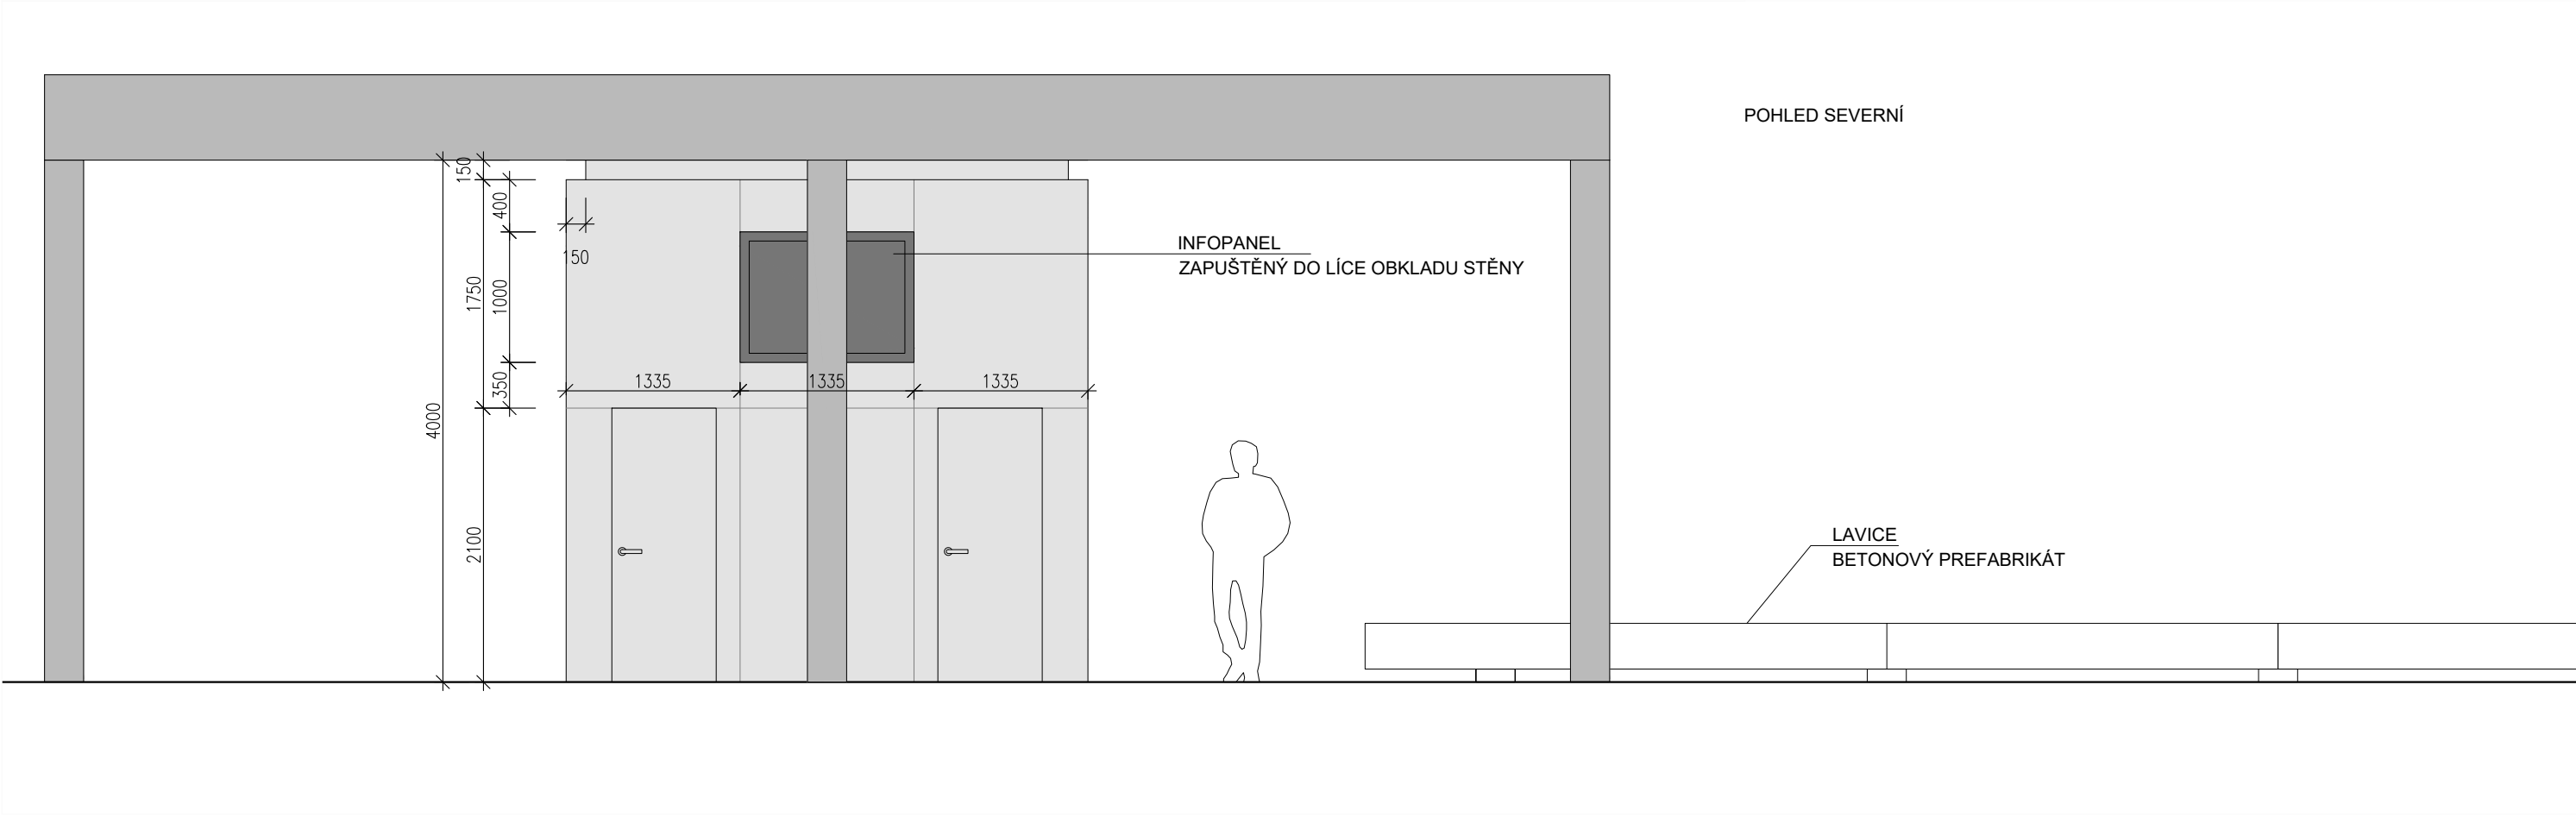 POHLED SEVERNÍ
150
400
150
INFOPANEL
ZAPUŠTĚNÝ DO LÍCE OBKLADU STĚNY
1750
1000
350
1335
1335
1335
4000
2100
LAVICE
BETONOVÝ PREFABRIKÁT